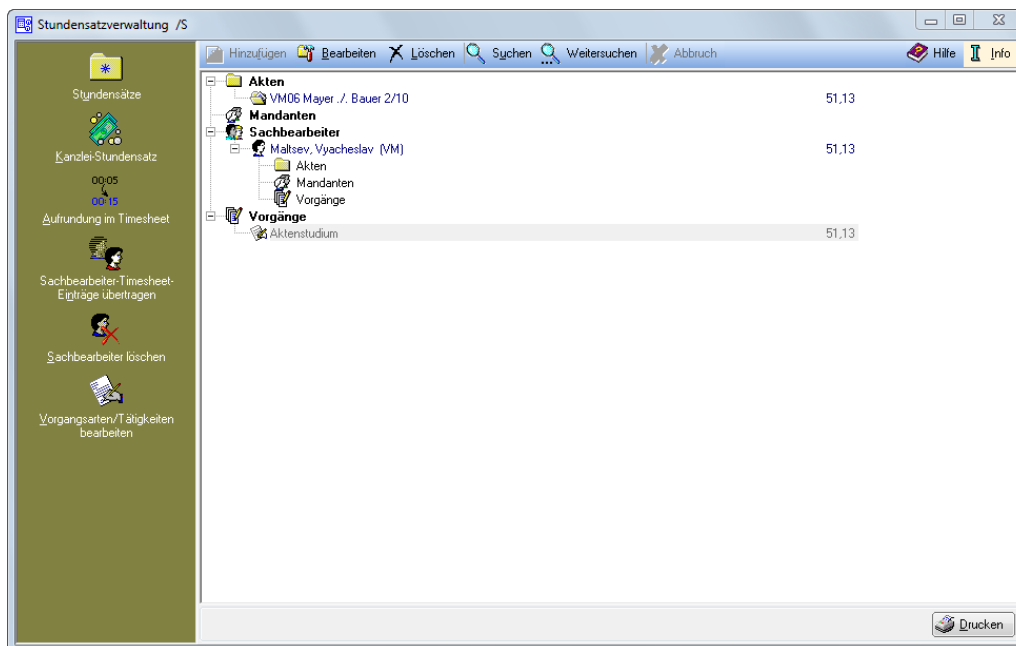 Stundensatzverwaltung /S
Hinzufügen Bearbeiten Löschen Suchen Weitersuchen Abbruch Hilfe Info
Stundensätze
Kanzlei-Stundensatz
00:05
00:15
Aufrundung im Timesheet
Sachbearbeiter-Timesheet-
Einträge übertragen
Sachbearbeiter löschen
Vorgangsarten/Tätigkeiten
bearbeiten
Akten
VM06 Mayer ./. Bauer 2/10 51,13
Mandanten
Sachbearbeiter
Maltsev, Vyacheslav (VM) 51,13
Akten
Mandanten
Vorgänge
Vorgänge
Aktenstudium 51,13
Drucken